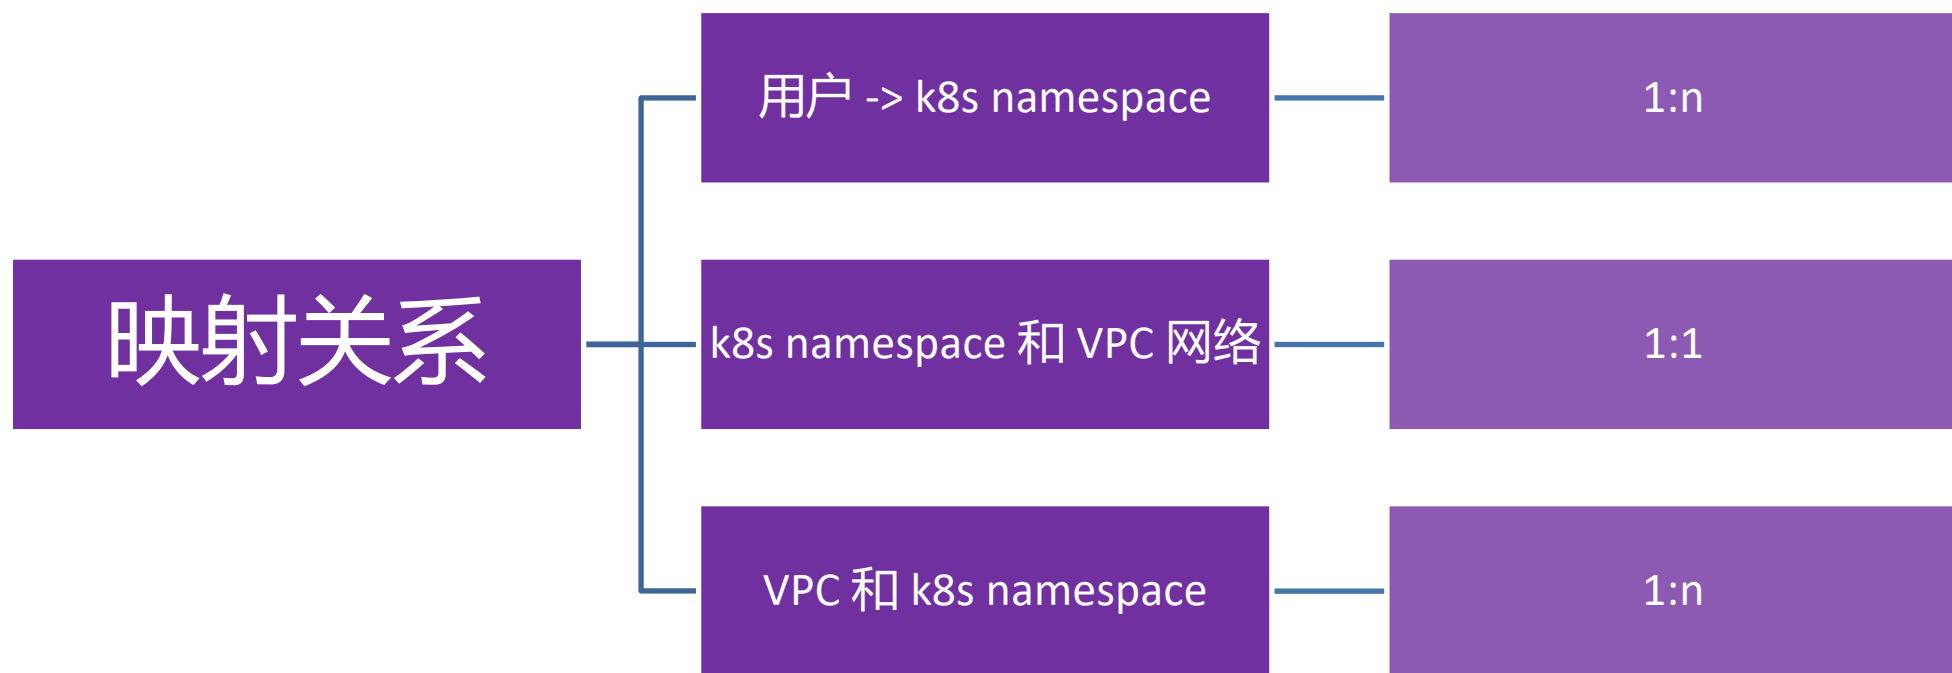 用户 -> k8s namespace
1:n
映射关系
k8s namespace 和 VPC 网络
1:1
VPC 和 k8s namespace
1:n